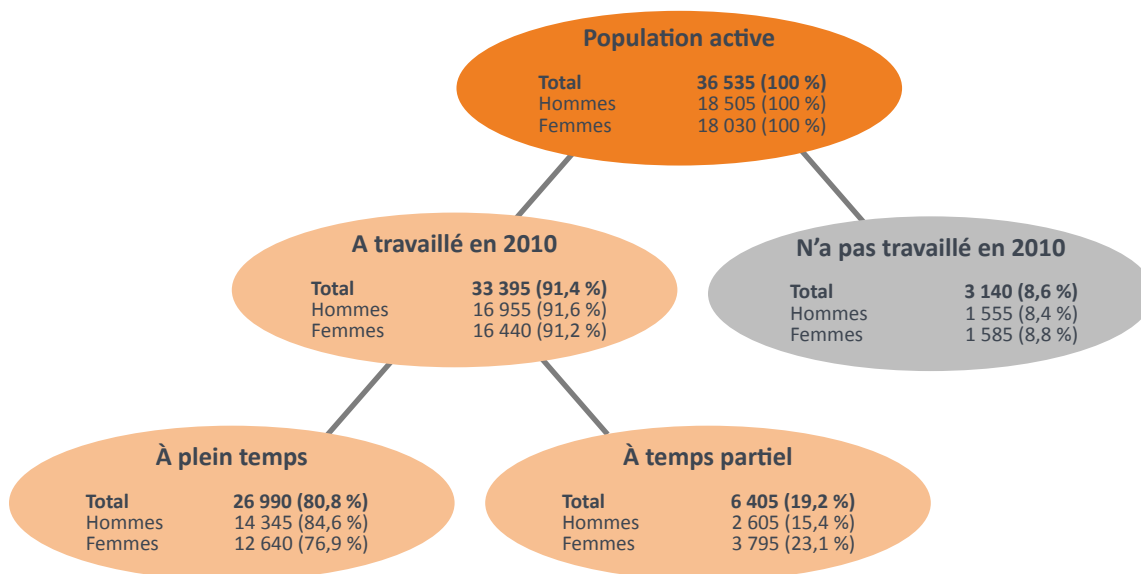 Population active
Total 36 535 (100 %)
Hommes 18 505 (100 %)
Femmes 18 030 (100 %)
A travaillé en 2010
Total 33 395 (91,4 %)
Hommes 16 955 (91,6 %)
Femmes 16 440 (91,2 %)
N'a pas travaillé en 2010
Total 3 140 (8,6 %)
Hommes 1 555 (8,4 %)
Femmes 1 585 (8,8 %)
À plein temps
Total 26 990 (80,8 %)
Hommes 14 345 (84,6 %)
Femmes 12 640 (76,9 %)
À temps partiel
Total 6 405 (19,2 %)
Hommes 2 605 (15,4 %)
Femmes 3 795 (23,1 %)